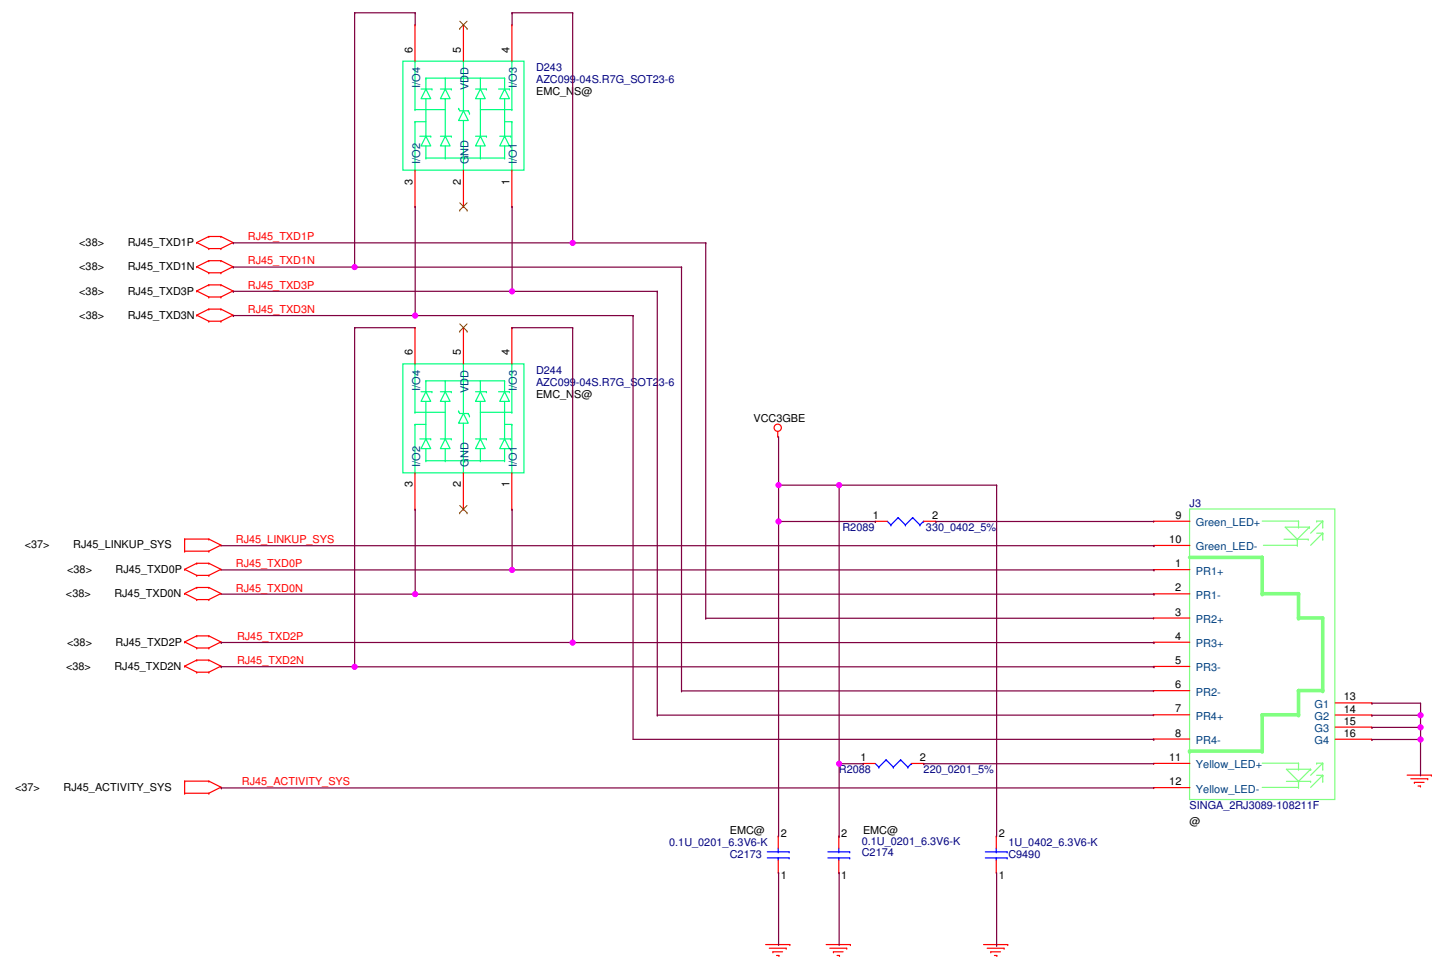 6
5
4
I/O4
VDD
I/O3
I/O2
GND
I/O1
3
2
1
D243
AZC099-04S.R7G_SOT23-6
EMC_NS@
<38> RJ45_TXD1P RJ45_TXD1P
<38> RJ45_TXD1N RJ45_TXD1N
<38> RJ45_TXD3P RJ45_TXD3P
<38> RJ45_TXD3N RJ45_TXD3N
6
5
4
I/O4
VDD
I/O3
I/O2
GND
I/O1
3
2
1
D244
AZC099-04S.R7G_SOT23-6
EMC_NS@
VCC3GBE
R2089 1 2 330_0402_5%
J3
9 Green_LED+
<37> RJ45_LINKUP_SYS RJ45_LINKUP_SYS 10 Green_LED-
<38> RJ45_TXD0P RJ45_TXD0P 1 PR1+
<38> RJ45_TXD0N RJ45_TXD0N 2 PR1-
3 PR2+
<38> RJ45_TXD2P RJ45_TXD2P 4 PR3+
<38> RJ45_TXD2N RJ45_TXD2N 5 PR3-
6 PR2-
7 PR4+
8 PR4-
G1 13
G2 14
G3 15
G4 16
R2088 1 2 220_0201_5% 11 Yellow_LED+
<37> RJ45_ACTIVITY_SYS RJ45_ACTIVITY_SYS 12 Yellow_LED-
SINGA_2RJ3089-108211F
@
EMC@
0.1U_0201_6.3V6-K
C2173
2
1
EMC@
0.1U_0201_6.3V6-K
C2174
2
1
1U_0402_6.3V6-K
C9490
2
1